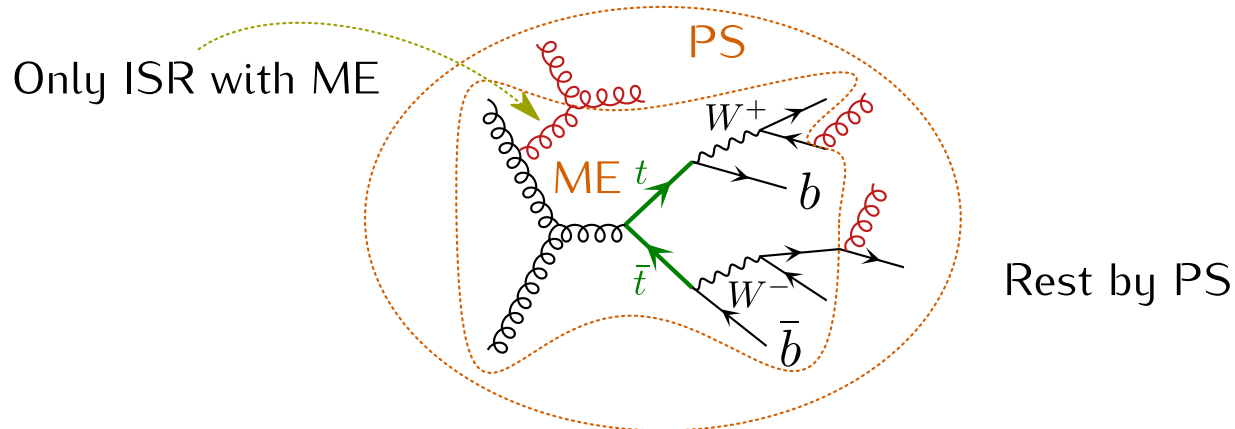 PS
Only ISR with ME
W⁺
ME
t
b
t̄
W⁻
Rest by PS
b̄